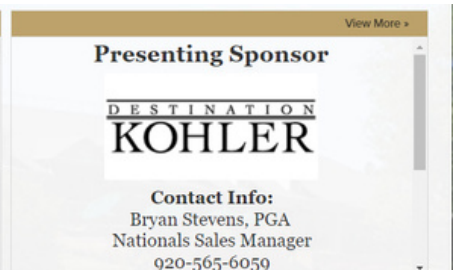 View More »
Presenting Sponsor
DESTINATION
KOHLER
Contact Info:
Bryan Stevens, PGA
Nationals Sales Manager
920-565-6059